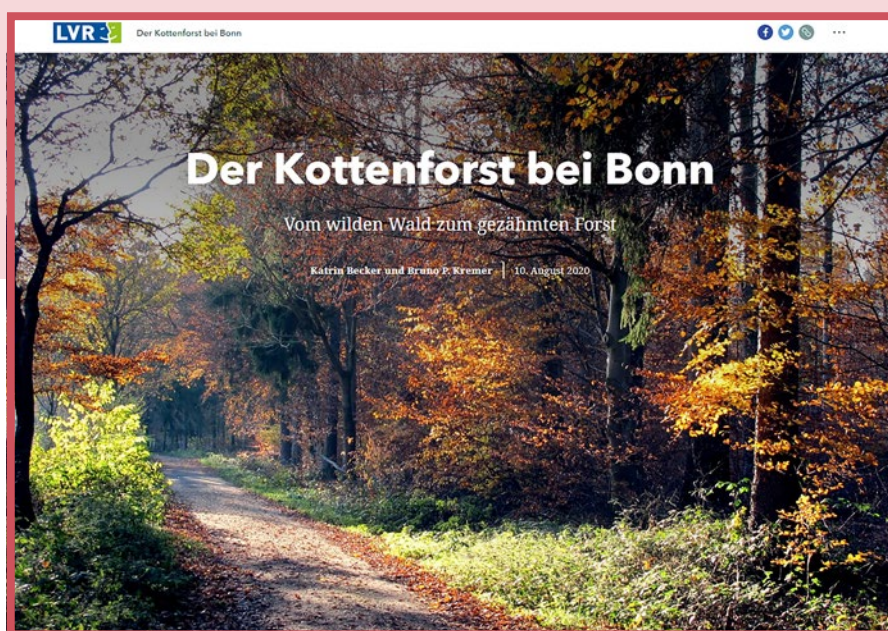 LVR
Der Kottenforst bei Bonn
Der Kottenforst bei Bonn
Vom wilden Wald zum gezähmten Forst
Katrin Becker und Bruno P. Kremer | 10. August 2020